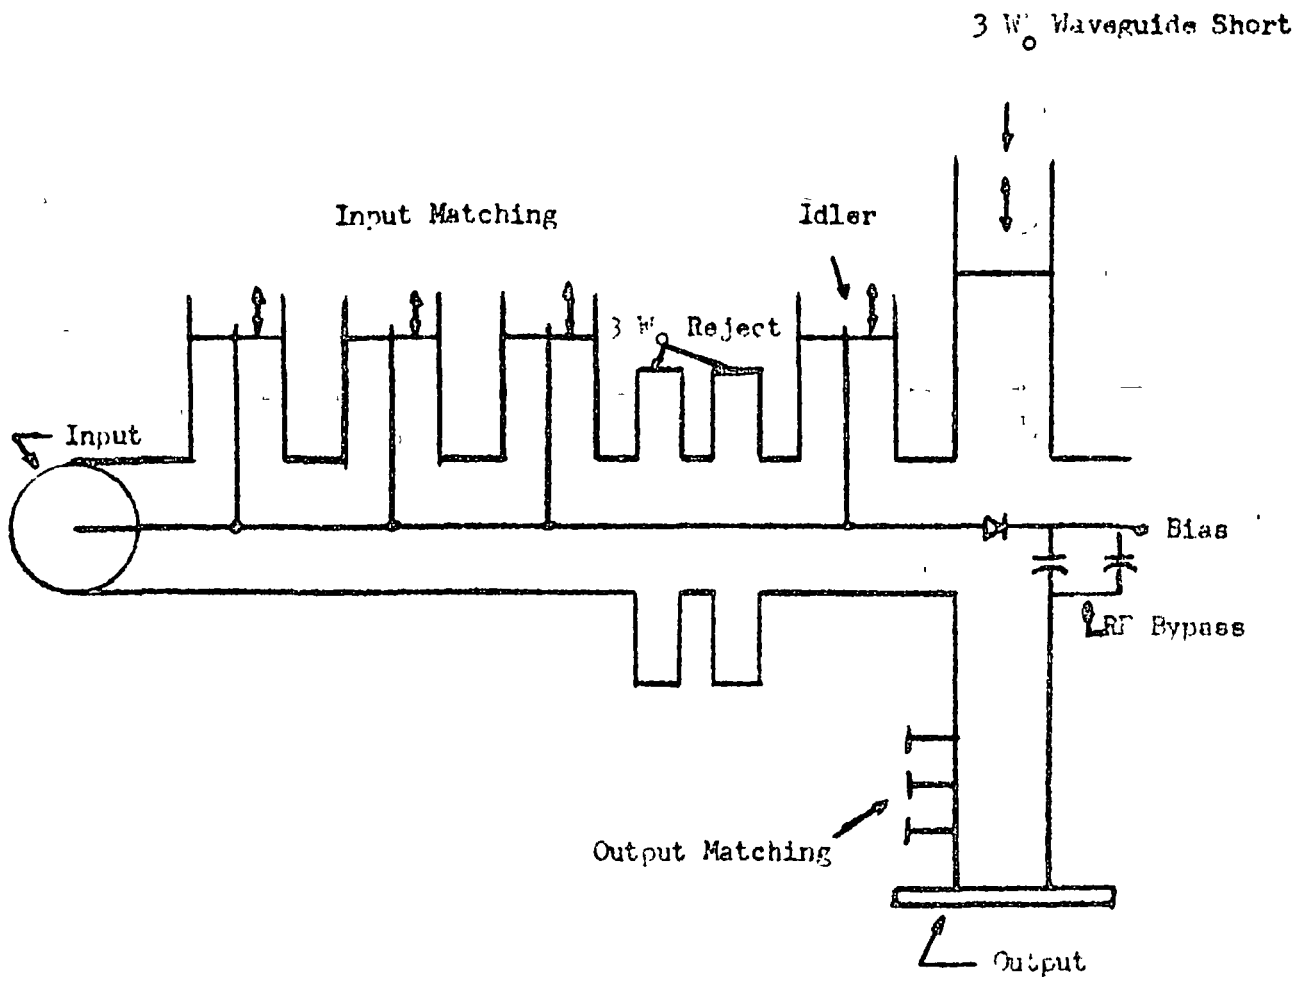 3 W₀ Waveguide Short
Input Matching
Idler
3 W₀ Reject
Input
Bias
RF Bypass
Output Matching
Output